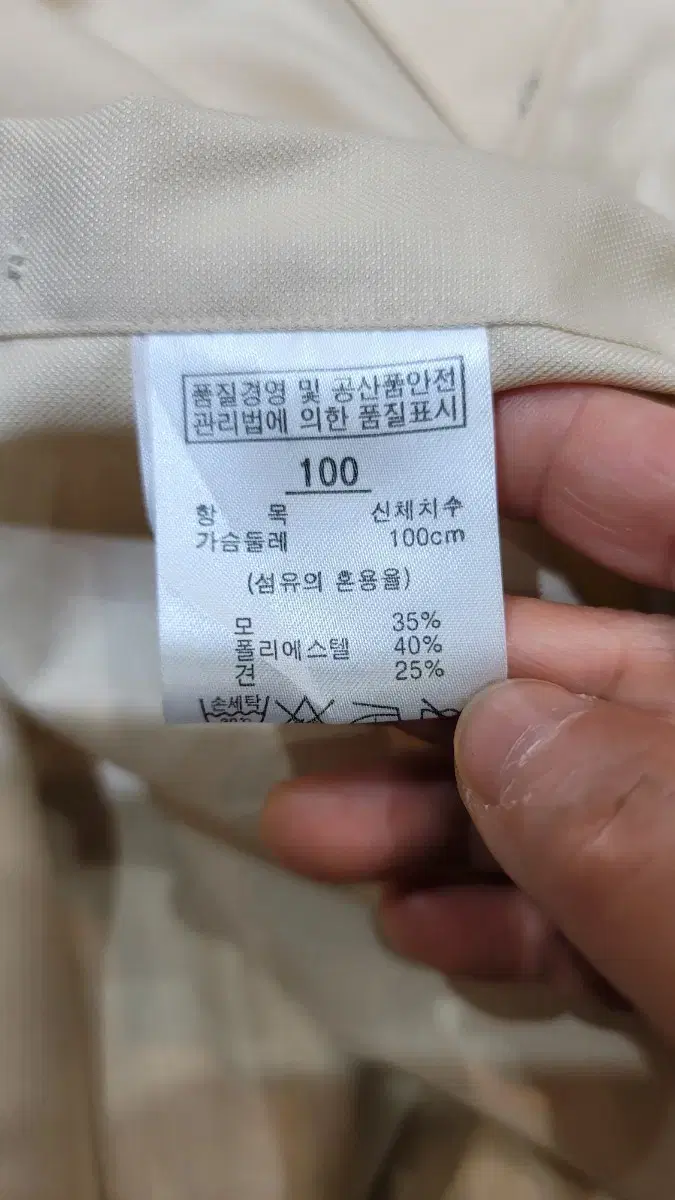 품질경영 및 공산품안전
관리법에 의한 품질표시
100
항 목 신체치수
가슴둘레 100cm
(섬유의 혼용율)
모 35%
폴리에스텔 40%
견 25%
손세탁